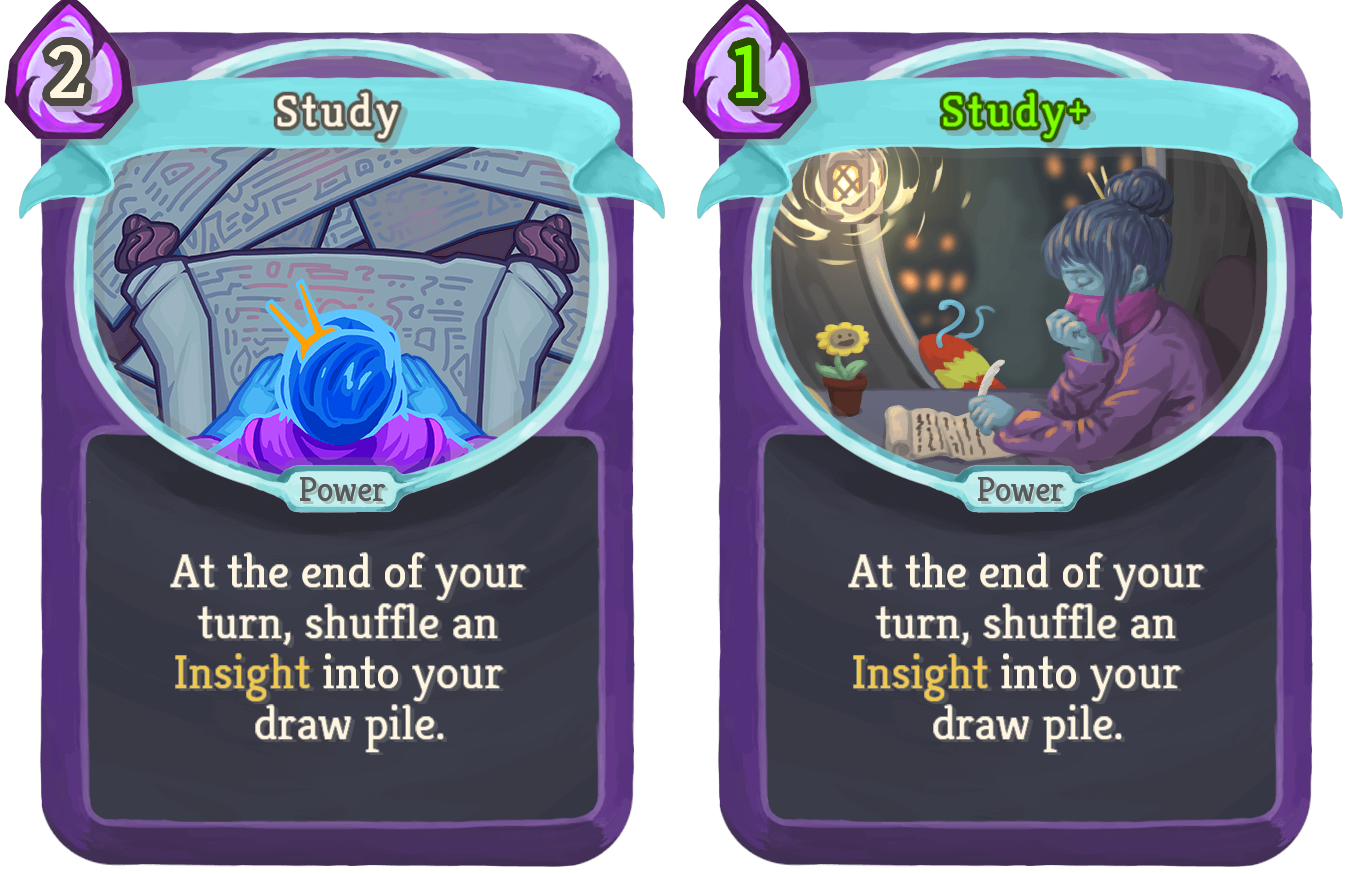 2
Study
Power
At the end of your
turn, shuffle an
Insight into your
draw pile.
1
Study+
Power
At the end of your
turn, shuffle an
Insight into your
draw pile.